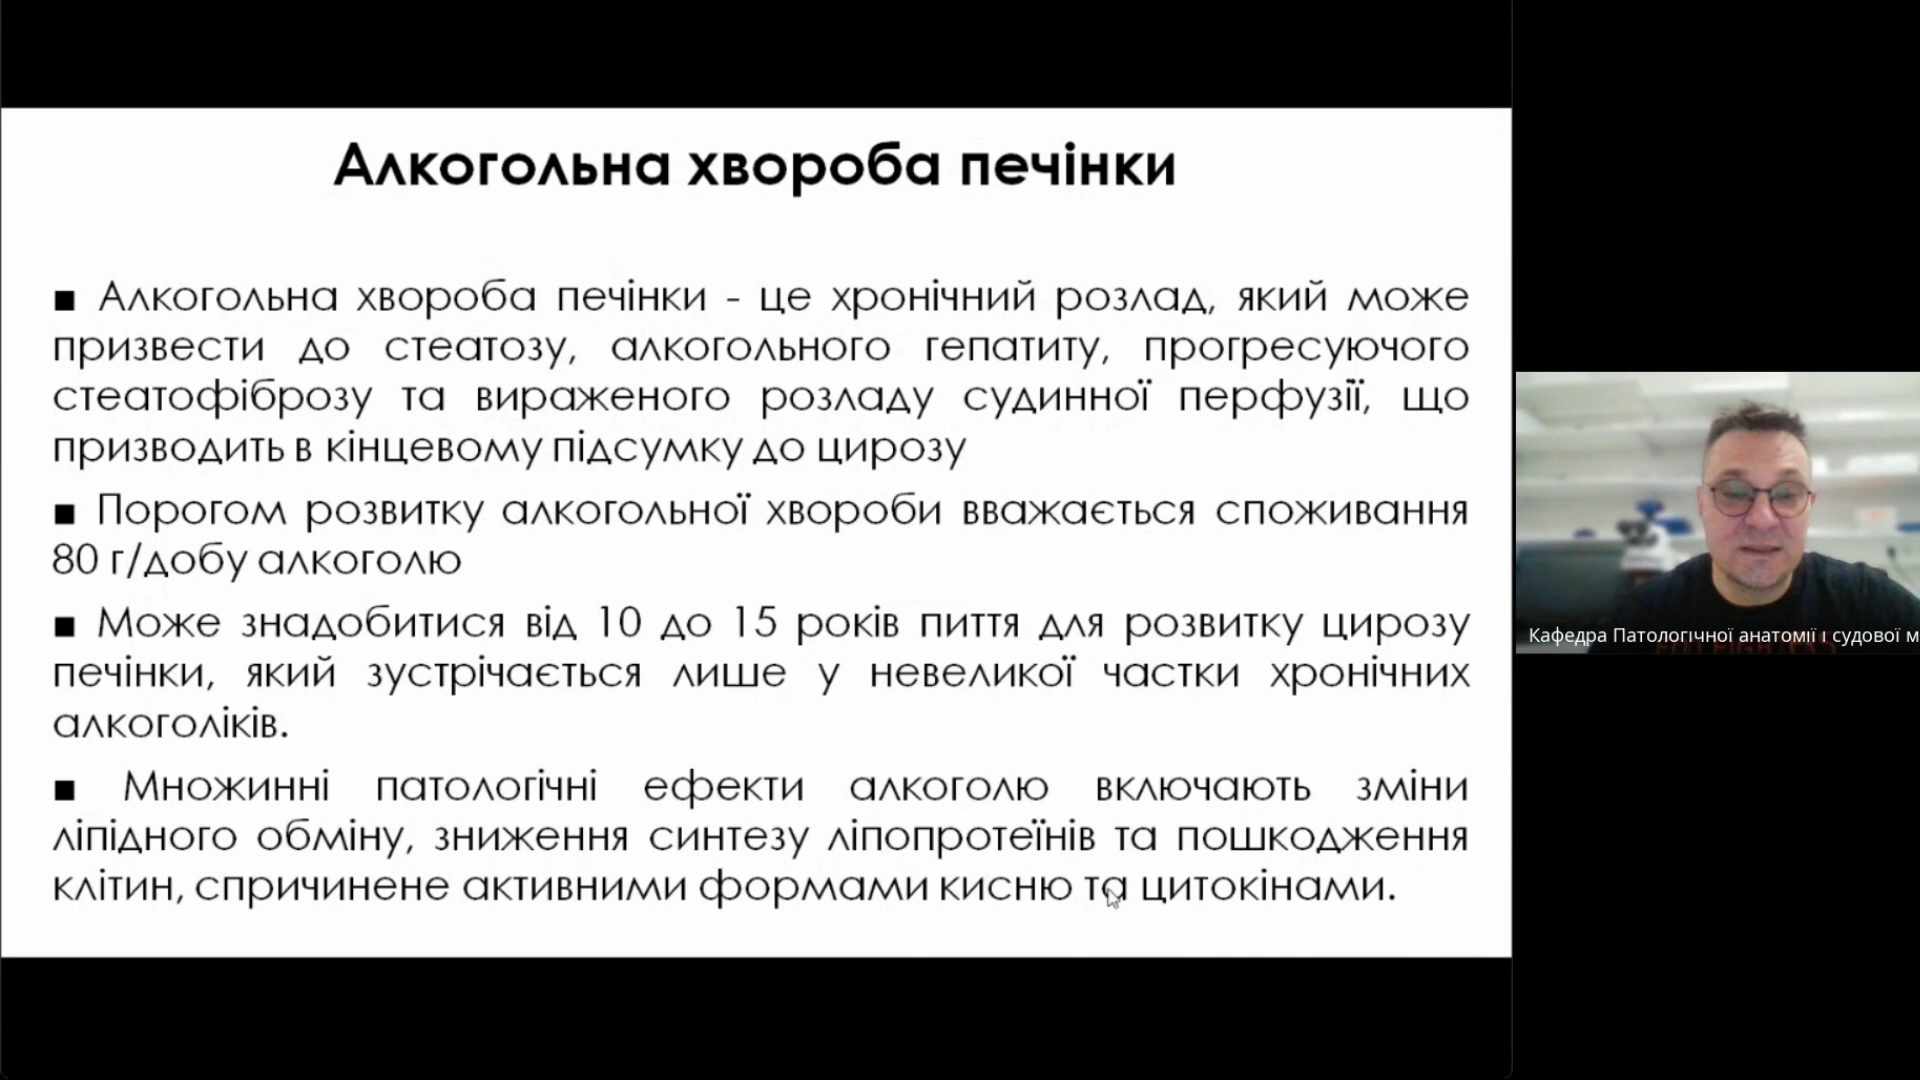 Алкогольна хвороба печінки
▪ Алкогольна хвороба печінки - це хронічний розлад, який може
призвести до стеатозу, алкогольного гепатиту, прогресуючого
стеатофіброзу та вираженого розладу судинної перфузії, що
призводить в кінцевому підсумку до цирозу
▪ Порогом розвитку алкогольної хвороби вважається споживання
80 г/добу алкоголю
▪ Може знадобитися від 10 до 15 років пиття для розвитку цирозу
печінки, який зустрічається лише у невеликої частки хронічних
алкоголіків.
▪ Множинні патологічні ефекти алкоголю включають зміни
ліпідного обміну, зниження синтезу ліпопротеїнів та пошкодження
клітин, спричинене активними формами кисню та цитокінами.
Кафедра Патологічної анатомії і судової м